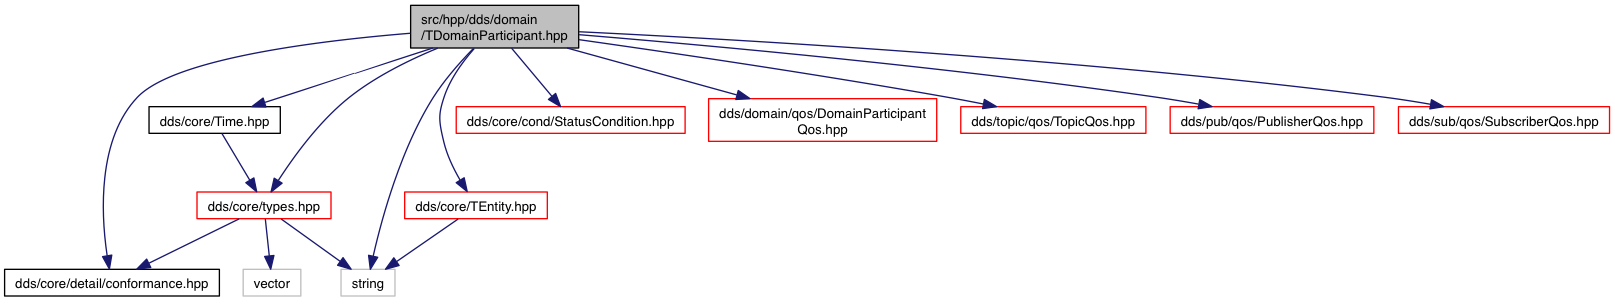 src/hpp/dds/domain
/TDomainParticipant.hpp
dds/core/Time.hpp
dds/core/cond/StatusCondition.hpp
dds/domain/qos/DomainParticipant
Qos.hpp
dds/topic/qos/TopicQos.hpp
dds/pub/qos/PublisherQos.hpp
dds/sub/qos/SubscriberQos.hpp
dds/core/types.hpp
dds/core/TEntity.hpp
dds/core/detail/conformance.hpp
vector
string